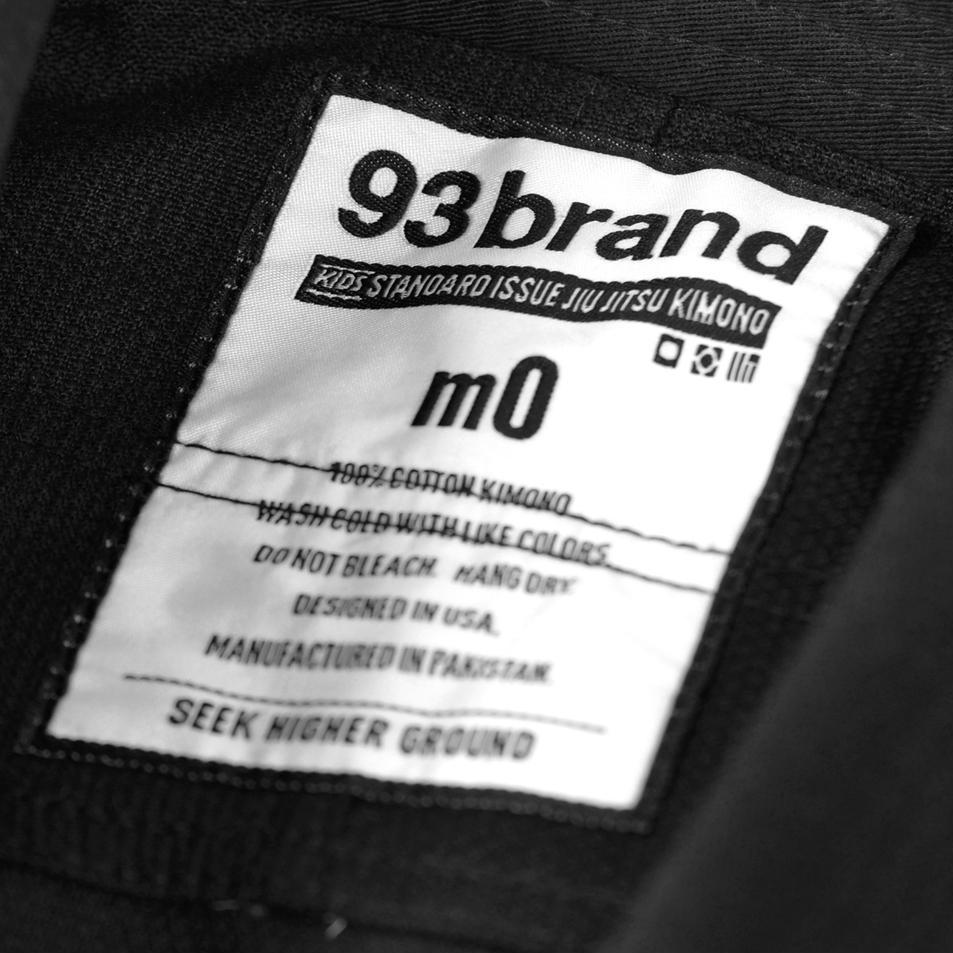 93brand
KIDS STANDARD ISSUE JIU JITSU KIMONO
m0
100% COTTON KIMONO
WASH COLD WITH LIKE COLORS
DO NOT BLEACH. HANG DRY.
DESIGNED IN USA.
MANUFACTURED IN PAKISTAN.
SEEK HIGHER GROUND